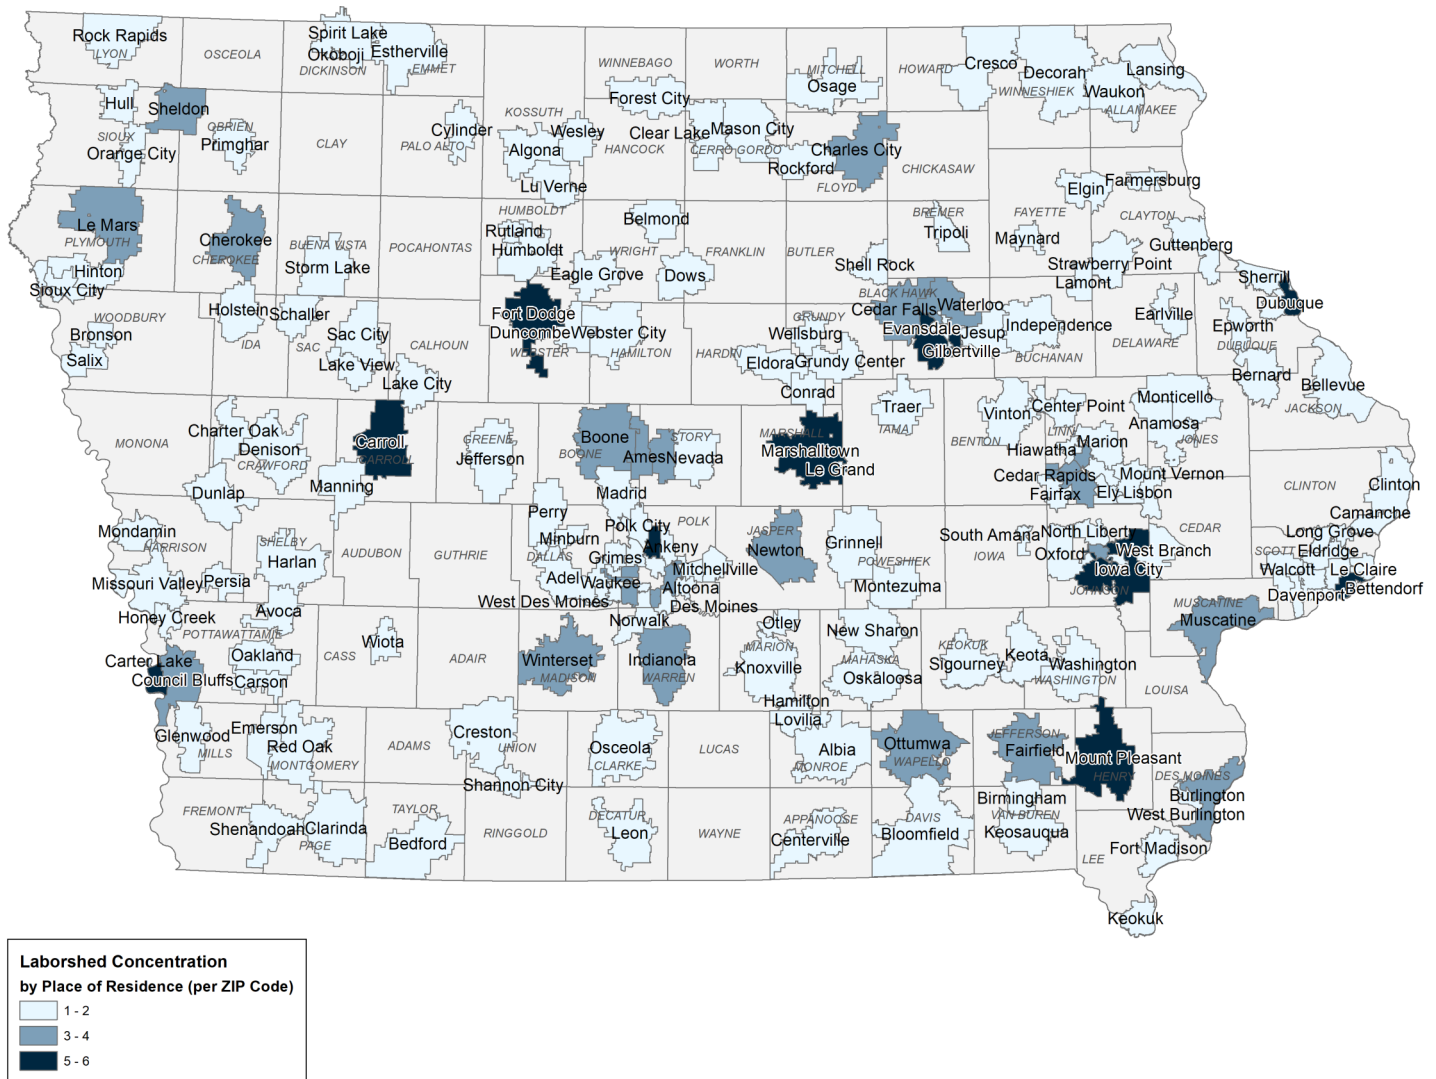 Rock Rapids
LYON
OSCEOLA
Spirit Lake
Okoboji
Estherville
DICKINSON
EMMET
WINNEBAGO
WORTH
MITCHELL
Osage
HOWARD
Cresco
Decorah
WINNESHIEK
Lansing
Waukon
ALLAMAKEE
Hull
Sheldon
OBRIEN
Primghar
SIOUX
Orange City
CLAY
Cylinder
PALO ALTO
KOSSUTH
Algona
Wesley
Lu Verne
Forest City
HANCOCK
Clear Lake
Mason City
CERRO GORDO
Rockford
Charles City
FLOYD
CHICKASAW
Elgin
Farmersburg
Le Mars
PLYMOUTH
Hinton
Sioux City
Cherokee
CHEROKEE
BUENA VISTA
Storm Lake
POCAHONTAS
HUMBOLDT
Rutland
Humboldt
Belmond
WRIGHT
Eagle Grove
Dows
FRANKLIN
BUTLER
Shell Rock
BREMER
Tripoli
FAYETTE
Maynard
CLAYTON
Guttenberg
Strawberry Point
Lamont
Sherrill
Dubuque
WOODBURY
Bronson
Salix
Holstein
Schaller
IDA
SAC
Sac City
Lake View
CALHOUN
Lake City
Fort Dodge
Duncombe
WEBSTER
Webster City
HAMILTON
HARDIN
GRUNDY
Wellsburg
Eldora
Grundy Center
Conrad
BLACK HAWK
Cedar Falls
Waterloo
Evansdale
Jesup
Gilbertville
Independence
BUCHANAN
Earlville
DELAWARE
Epworth
DUBUQUE
Bernard
Bellevue
JACKSON
MONONA
Charter Oak
Denison
CRAWFORD
Dunlap
Carroll
CARROLL
Manning
GREENE
Jefferson
Boone
BOONE
Ames
STORY
Nevada
Madrid
MARSHALL
Marshalltown
Le Grand
Traer
TAMA
Vinton
BENTON
Center Point
LINN
Hiawatha
Marion
Cedar Rapids
Fairfax
Ely
Lisbon
Mount Vernon
Monticello
Anamosa
JONES
CLINTON
Clinton
Camanche
Mondamin
HARRISON
Missouri Valley
Persia
SHELBY
Harlan
AUDUBON
GUTHRIE
Perry
Minburn
DALLAS
Adel
Waukee
Grimes
Polk City
POLK
Ankeny
Mitchellville
Altoona
Des Moines
West Des Moines
Norwalk
JASPER
Newton
Grinnell
POWESHIEK
Montezuma
South Amana
IOWA
North Liberty
Oxford
West Branch
Iowa City
JOHNSON
CEDAR
Long Grove
SCOTT
Eldridge
Walcott
Le Claire
Davenport
Bettendorf
Honey Creek
Avoca
POTTAWATTAMIE
Oakland
Carter Lake
Council Bluffs
Carson
Wiota
CASS
ADAIR
Winterset
MADISON
Indianola
WARREN
Otley
MARION
Knoxville
Hamilton
Lovilia
New Sharon
MAHASKA
Oskaloosa
KEOKUK
Sigourney
Keota
Washington
WASHINGTON
MUSCATINE
Muscatine
LOUISA
Glenwood
MILLS
Emerson
Red Oak
MONTGOMERY
ADAMS
Creston
UNION
Shannon City
Osceola
CLARKE
LUCAS
Albia
MONROE
Ottumwa
WAPELLO
JEFFERSON
Fairfield
Mount Pleasant
HENRY
DES MOINES
Burlington
West Burlington
FREMONT
Shenandoah
Clarinda
PAGE
TAYLOR
Bedford
RINGGOLD
DECATUR
Leon
WAYNE
APPANOOSE
Centerville
DAVIS
Bloomfield
Birmingham
VAN BUREN
Keosauqua
LEE
Fort Madison
Keokuk
Laborshed Concentration
by Place of Residence (per ZIP Code)
1 - 2
3 - 4
5 - 6